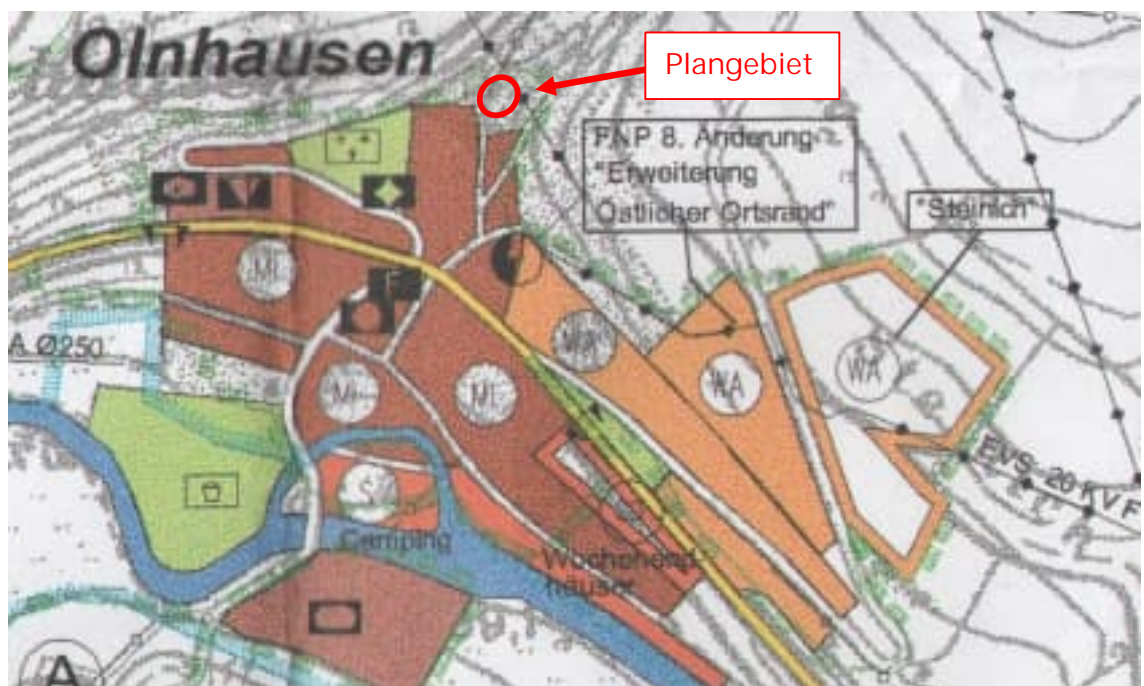 Olnhausen
Plangebiet
FNP 8. Änderung
"Erweiterung
Östlicher Ortsrand"
"Steinich"
MI
A Ø250
WA
WA
MI
MI
S
Camping
Wochenend-
häuser
EVS-20 KV F
F
A